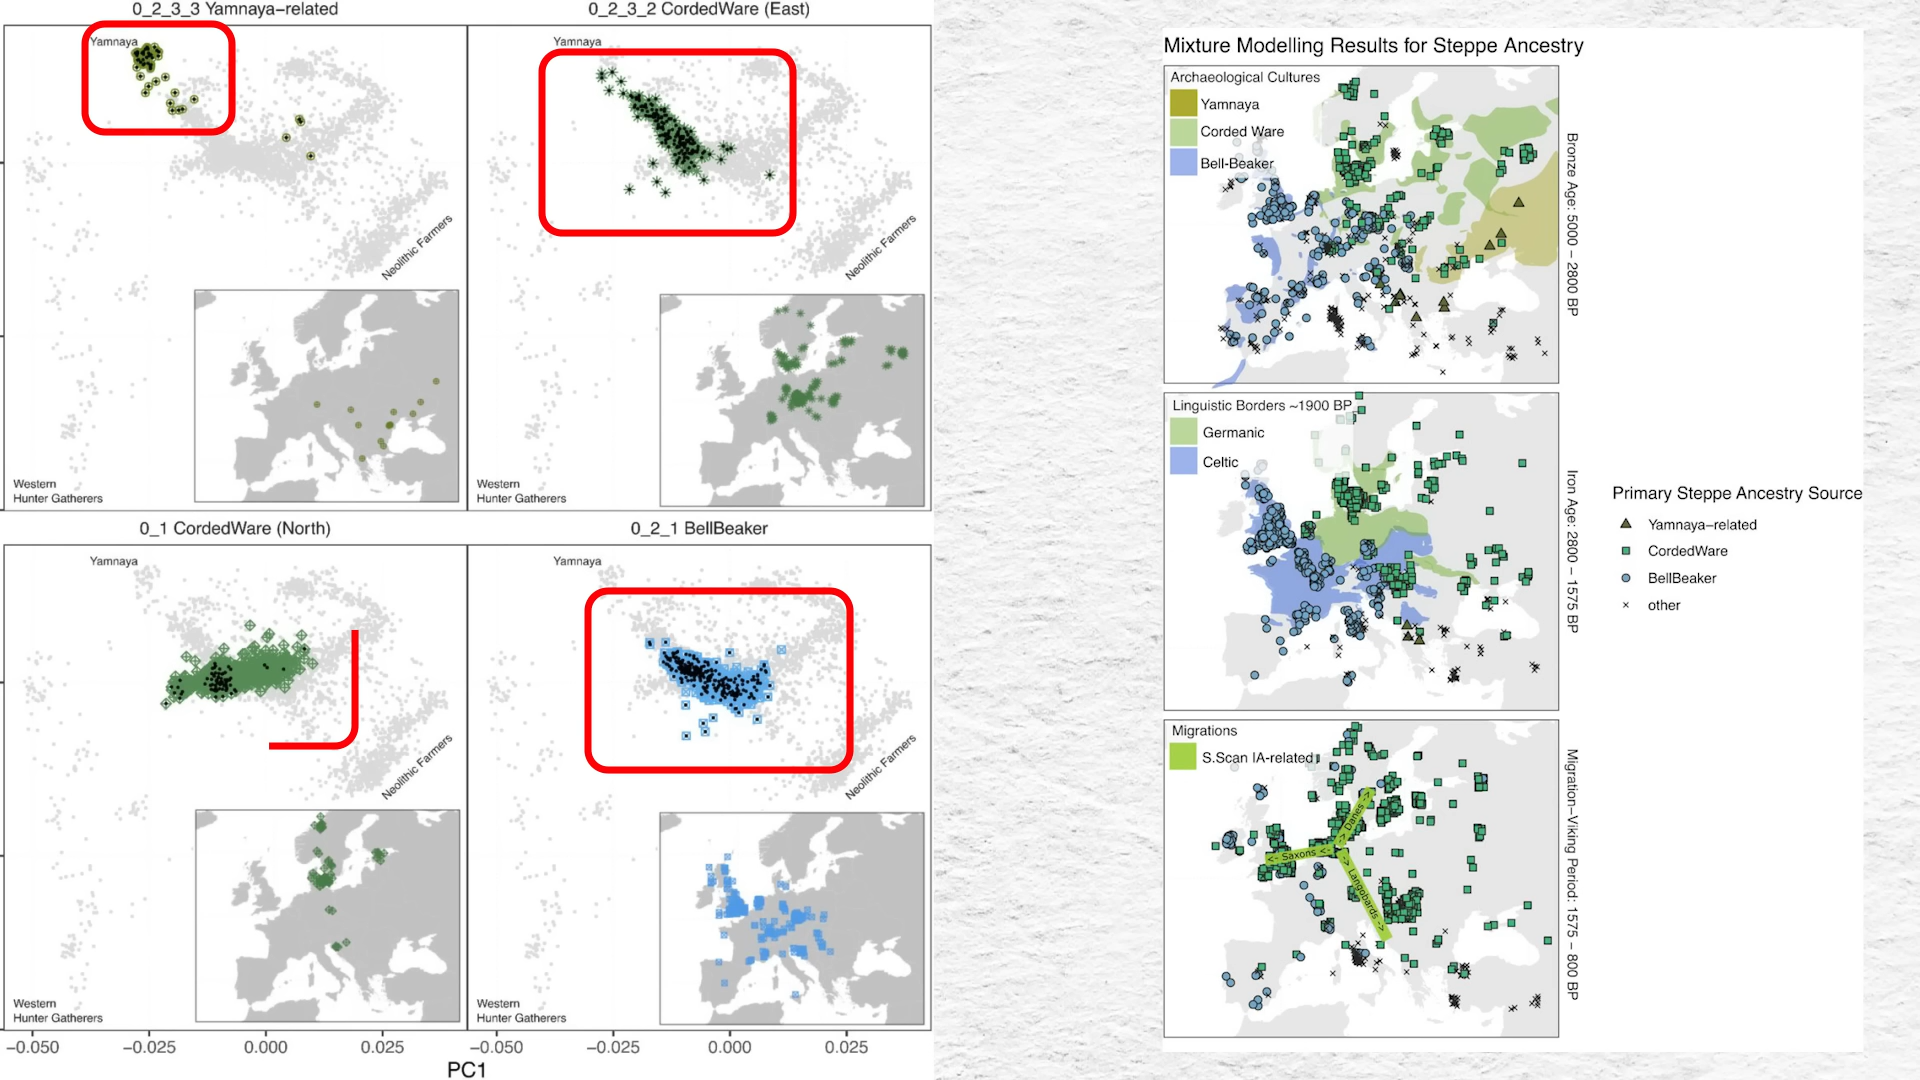 0_2_3_3 Yamnaya−related
Yamnaya
Neolithic Farmers
Western
Hunter Gatherers
0_2_3_2 CordedWare (East)
Yamnaya
Neolithic Farmers
Western
Hunter Gatherers
0_1 CordedWare (North)
Yamnaya
Neolithic Farmers
Western
Hunter Gatherers
0_2_1 BellBeaker
Yamnaya
Neolithic Farmers
Western
Hunter Gatherers
−0.050
−0.025
0.000
0.025
−0.050
−0.025
0.000
0.025
PC1
Mixture Modelling Results for Steppe Ancestry
Archaeological Cultures
Yamnaya
Corded Ware
Bell-Beaker
Bronze Age: 5000 − 2800 BP
Linguistic Borders ~1900 BP
Germanic
Celtic
Iron Age: 2800 − 1575 BP
Migrations
S.Scan IA-related
Danes ->
<- Saxons <-
-> Langobards ->
Migration−Viking Period: 1575 − 800 BP
Primary Steppe Ancestry Source
Yamnaya−related
CordedWare
BellBeaker
other